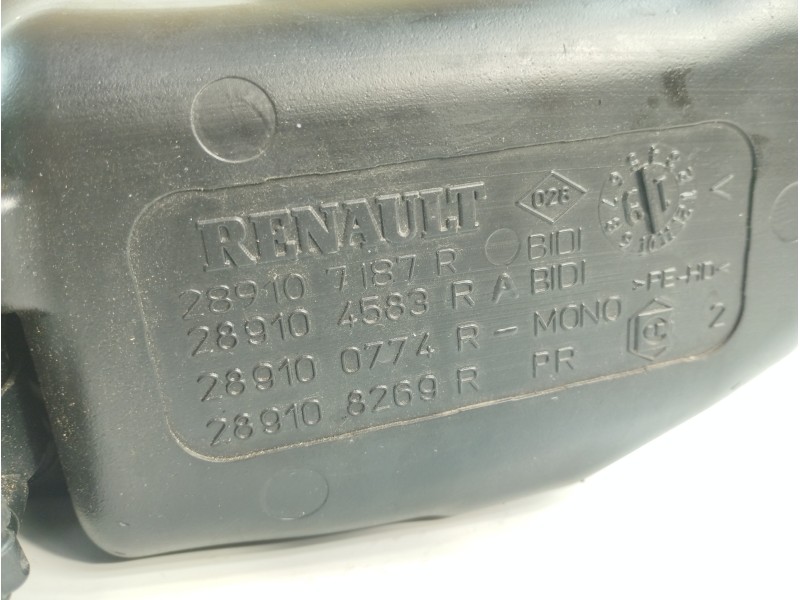 RENAULT 028
28910 7187 R BIDI
28910 4583 R A BIDI >PE-HD<
28910 0774 R - MONO 2
28910 8269 R PR